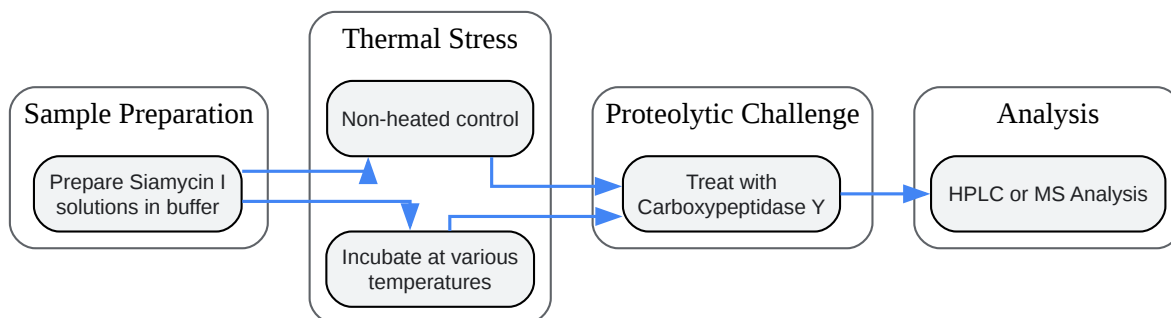 Sample Preparation
Prepare Siamycin I
solutions in buffer
Thermal Stress
Non-heated control
Incubate at various
temperatures
Proteolytic Challenge
Treat with
Carboxypeptidase Y
Analysis
HPLC or MS Analysis